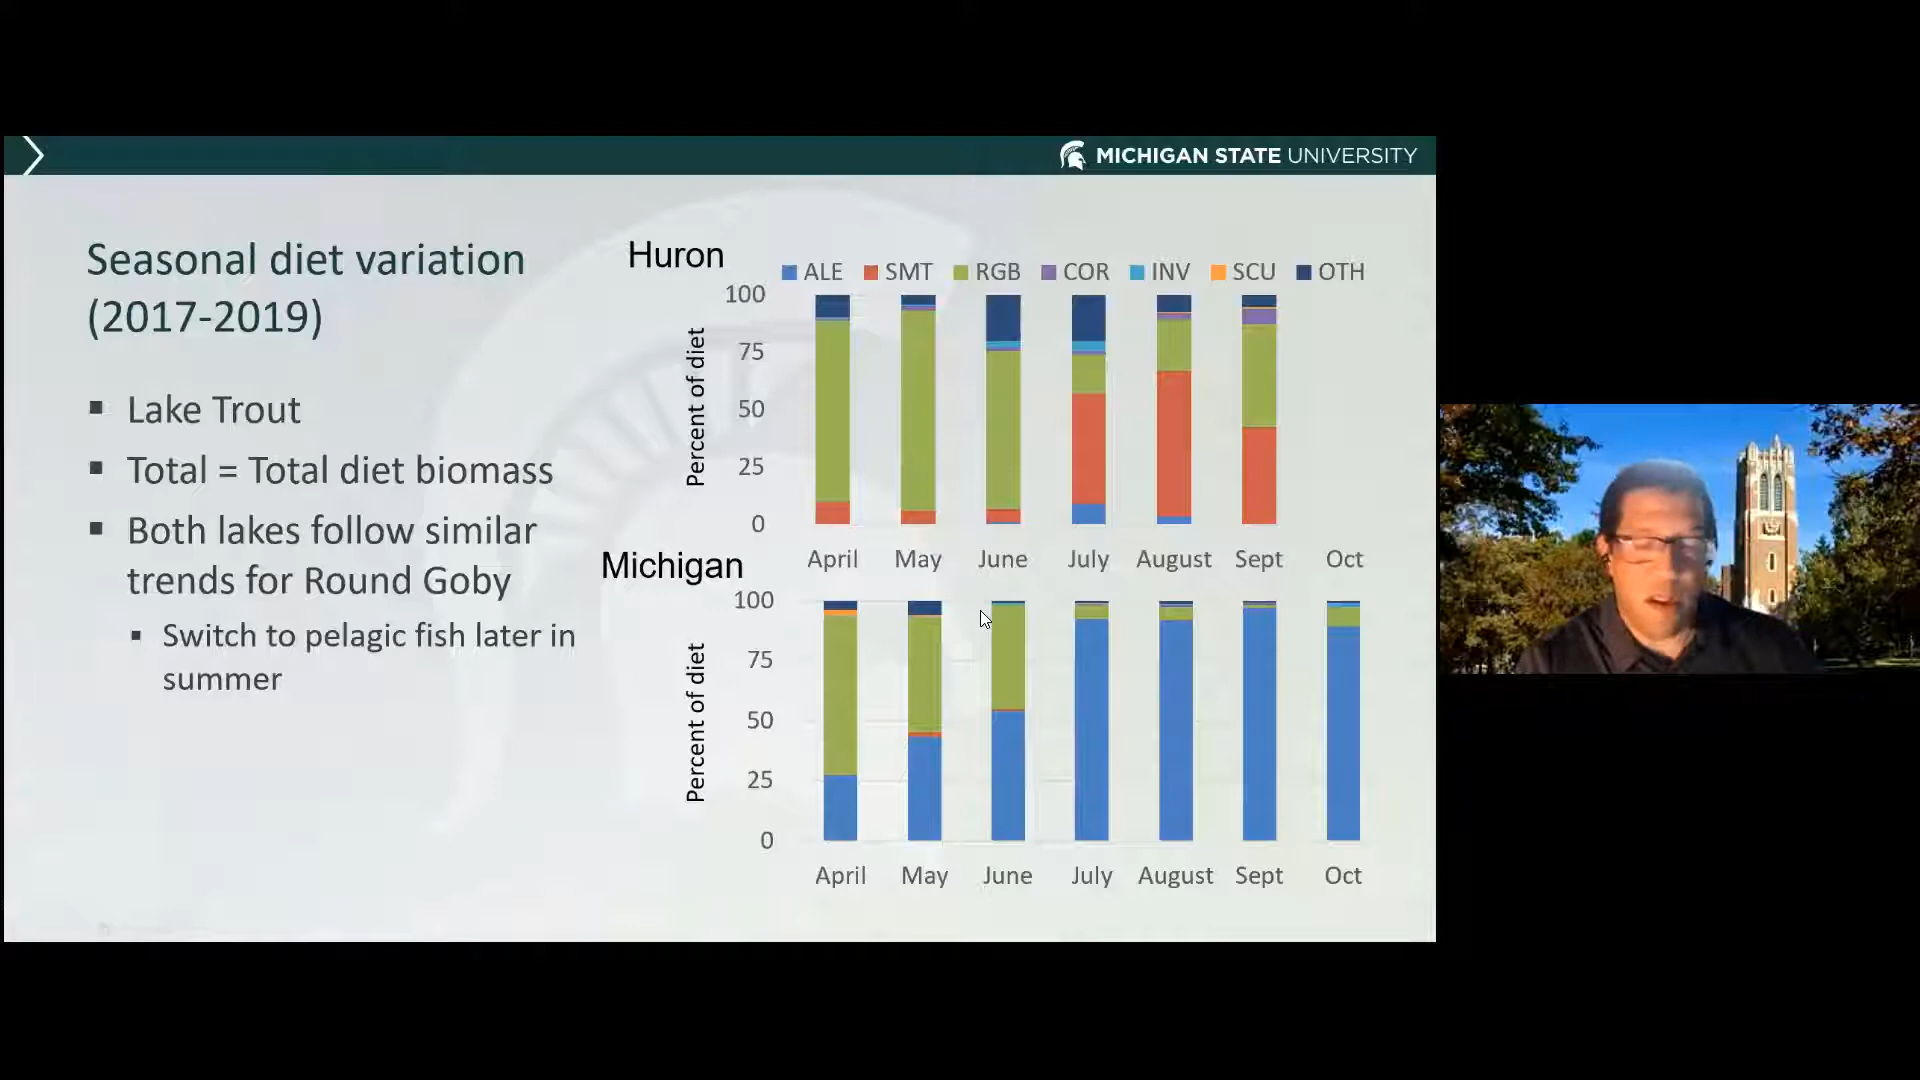 MICHIGAN STATE UNIVERSITY
Seasonal diet variation
(2017-2019)
▪ Lake Trout
▪ Total = Total diet biomass
▪ Both lakes follow similar
trends for Round Goby
▪ Switch to pelagic fish later in
summer
Huron
ALE SMT RGB COR INV SCU OTH
Percent of diet
100
75
50
25
0
April May June July August Sept Oct
Michigan
Percent of diet
100
75
50
25
0
April May June July August Sept Oct